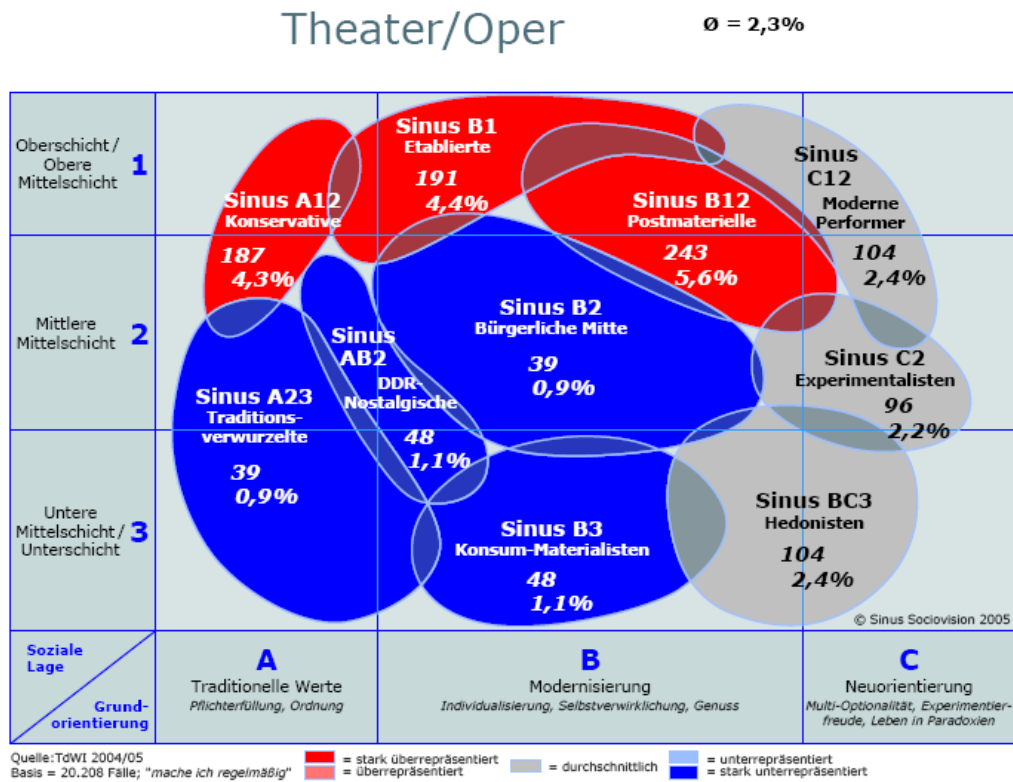 Theater/Oper
Ø = 2,3%
Oberschicht /
Obere
Mittelschicht
1
Mittlere
Mittelschicht
2
Untere
Mittelschicht /
Unterschicht
3
Sinus A12
Konservative
187
4,3%
Sinus B1
Etablierte
191
4,4%
Sinus B12
Postmaterielle
243
5,6%
Sinus
C12
Moderne
Performer
104
2,4%
Sinus A23
Traditions-
verwurzelte
39
0,9%
Sinus
AB2
DDR-
Nostalgische
48
1,1%
Sinus B2
Bürgerliche Mitte
39
0,9%
Sinus C2
Experimentalisten
96
2,2%
Sinus B3
Konsum-Materialisten
48
1,1%
Sinus BC3
Hedonisten
104
2,4%
© Sinus Sociovision 2005
Soziale
Lage
Grund-
orientierung
A
Traditionelle Werte
Pflichterfüllung, Ordnung
B
Modernisierung
Individualisierung, Selbstverwirklichung, Genuss
C
Neuorientierung
Multi-Optionalität, Experimentier-
freude, Leben in Paradoxien
Quelle:TdWI 2004/05
Basis = 20.208 Fälle; "mache ich regelmäßig"
= stark überrepräsentiert
= überrepräsentiert
= durchschnittlich
= unterrepräsentiert
= stark unterrepräsentiert